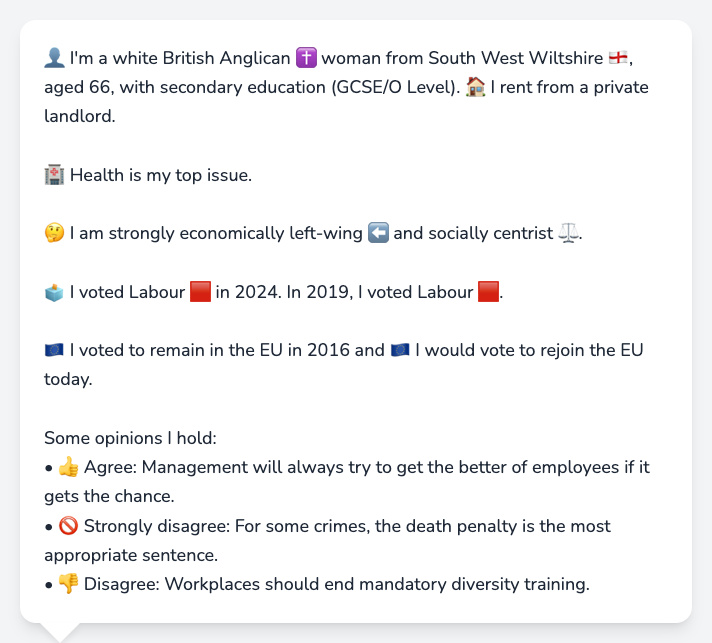 👤 I'm a white British Anglican ✝️ woman from South West Wiltshire 🏴󠁧󠁢󠁥󠁮󠁧󠁿,
aged 66, with secondary education (GCSE/O Level). 🏠 I rent from a private
landlord.
🏥 Health is my top issue.
🤔 I am strongly economically left-wing ⬅️ and socially centrist ⚖️.
🗳️ I voted Labour 🟥 in 2024. In 2019, I voted Labour 🟥.
🇪🇺 I voted to remain in the EU in 2016 and 🇪🇺 I would vote to rejoin the EU
today.
Some opinions I hold:
• 👍 Agree: Management will always try to get the better of employees if it
gets the chance.
• 🚫 Strongly disagree: For some crimes, the death penalty is the most
appropriate sentence.
• 👎 Disagree: Workplaces should end mandatory diversity training.